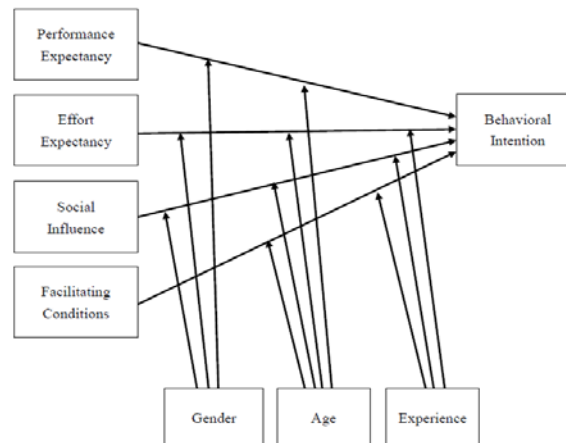 Performance
Expectancy
Effort
Expectancy
Behavioral
Intention
Social
Influence
Facilitating
Conditions
Gender
Age
Experience